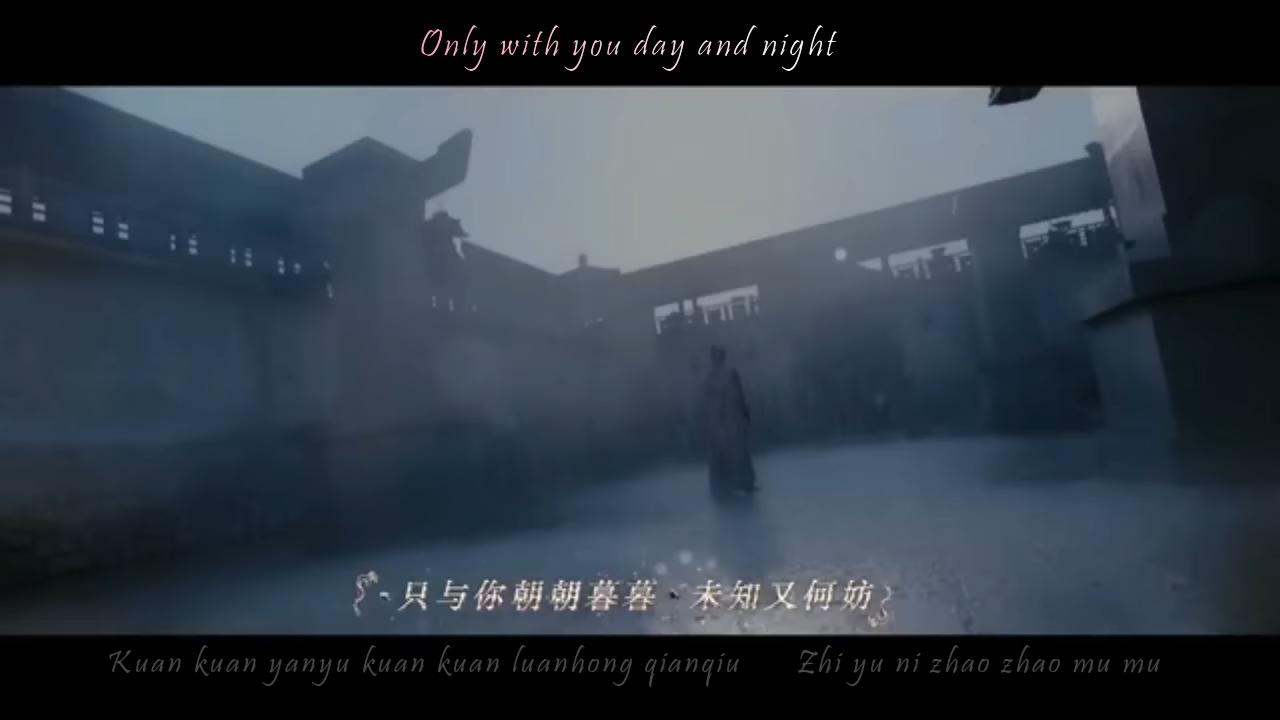 Only with you day and night
只与你朝朝暮暮·未知又何妨
Kuan kuan yanyu kuan kuan luanhong qianqiu Zhi yu ni zhao zhao mu mu